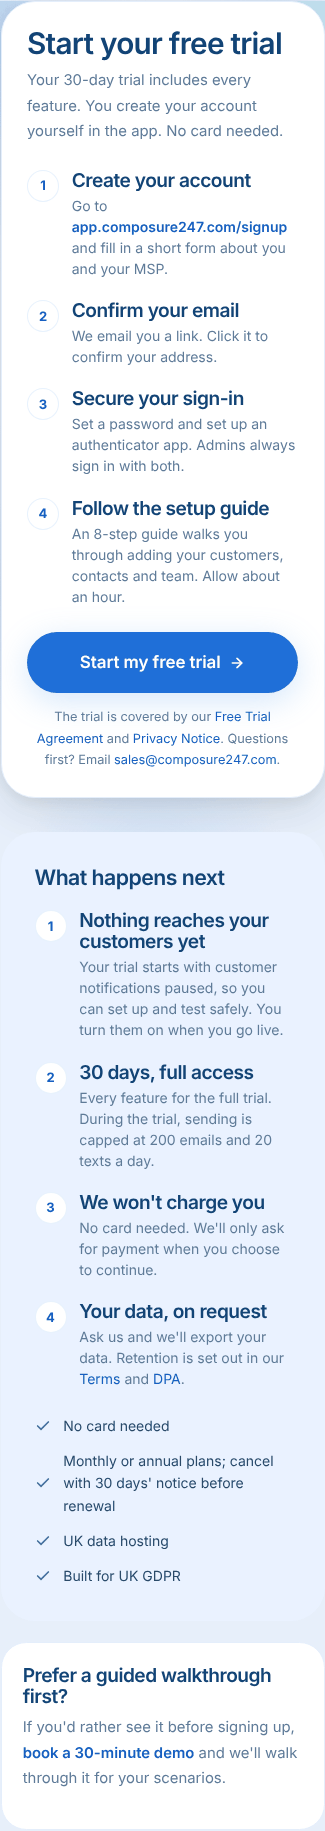 Start your free trial
Your 30-day trial includes every
feature. You create your account
yourself in the app. No card needed.
1
Create your account
Go to
app.composure247.com/signup
and fill in a short form about you
and your MSP.
2
Confirm your email
We email you a link. Click it to
confirm your address.
3
Secure your sign-in
Set a password and set up an
authenticator app. Admins always
sign in with both.
4
Follow the setup guide
An 8-step guide walks you
through adding your customers,
contacts and team. Allow about
an hour.
Start my free trial →
The trial is covered by our Free Trial
Agreement and Privacy Notice. Questions
first? Email sales@composure247.com.
What happens next
1
Nothing reaches your
customers yet
Your trial starts with customer
notifications paused, so you
can set up and test safely. You
turn them on when you go live.
2
30 days, full access
Every feature for the full trial.
During the trial, sending is
capped at 200 emails and 20
texts a day.
3
We won't charge you
No card needed. We'll only ask
for payment when you choose
to continue.
4
Your data, on request
Ask us and we'll export your
data. Retention is set out in our
Terms and DPA.
No card needed
Monthly or annual plans; cancel
with 30 days' notice before
renewal
UK data hosting
Built for UK GDPR
Prefer a guided walkthrough
first?
If you'd rather see it before signing up,
book a 30-minute demo and we'll walk
through it for your scenarios.